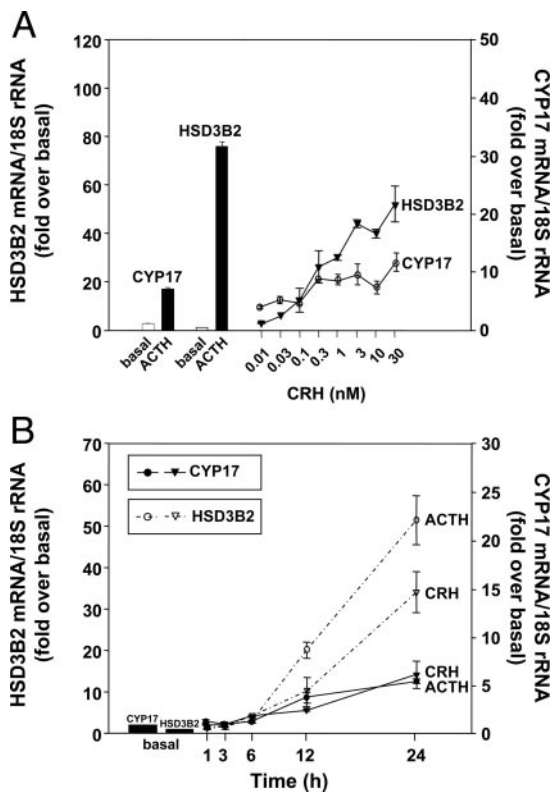 A
HSD3B2 mRNA/18S rRNA
(fold over basal)
120
100
80
60
40
20
0
HSD3B2
CYP17
basal
ACTH
basal
ACTH
HSD3B2
CYP17
0.01
0.03
0.1
0.3
1
3
10
30
CRH (nM)
50
40
30
20
10
0
CYP17 mRNA/18S rRNA
(fold over basal)
B
HSD3B2 mRNA/18S rRNA
(fold over basal)
70
60
50
40
30
20
10
0
CYP17
HSD3B2
ACTH
CRH
CRH
ACTH
CYP17
HSD3B2
basal
1
3
6
12
24
Time (h)
30
25
20
15
10
5
0
CYP17 mRNA/18S rRNA
(fold over basal)